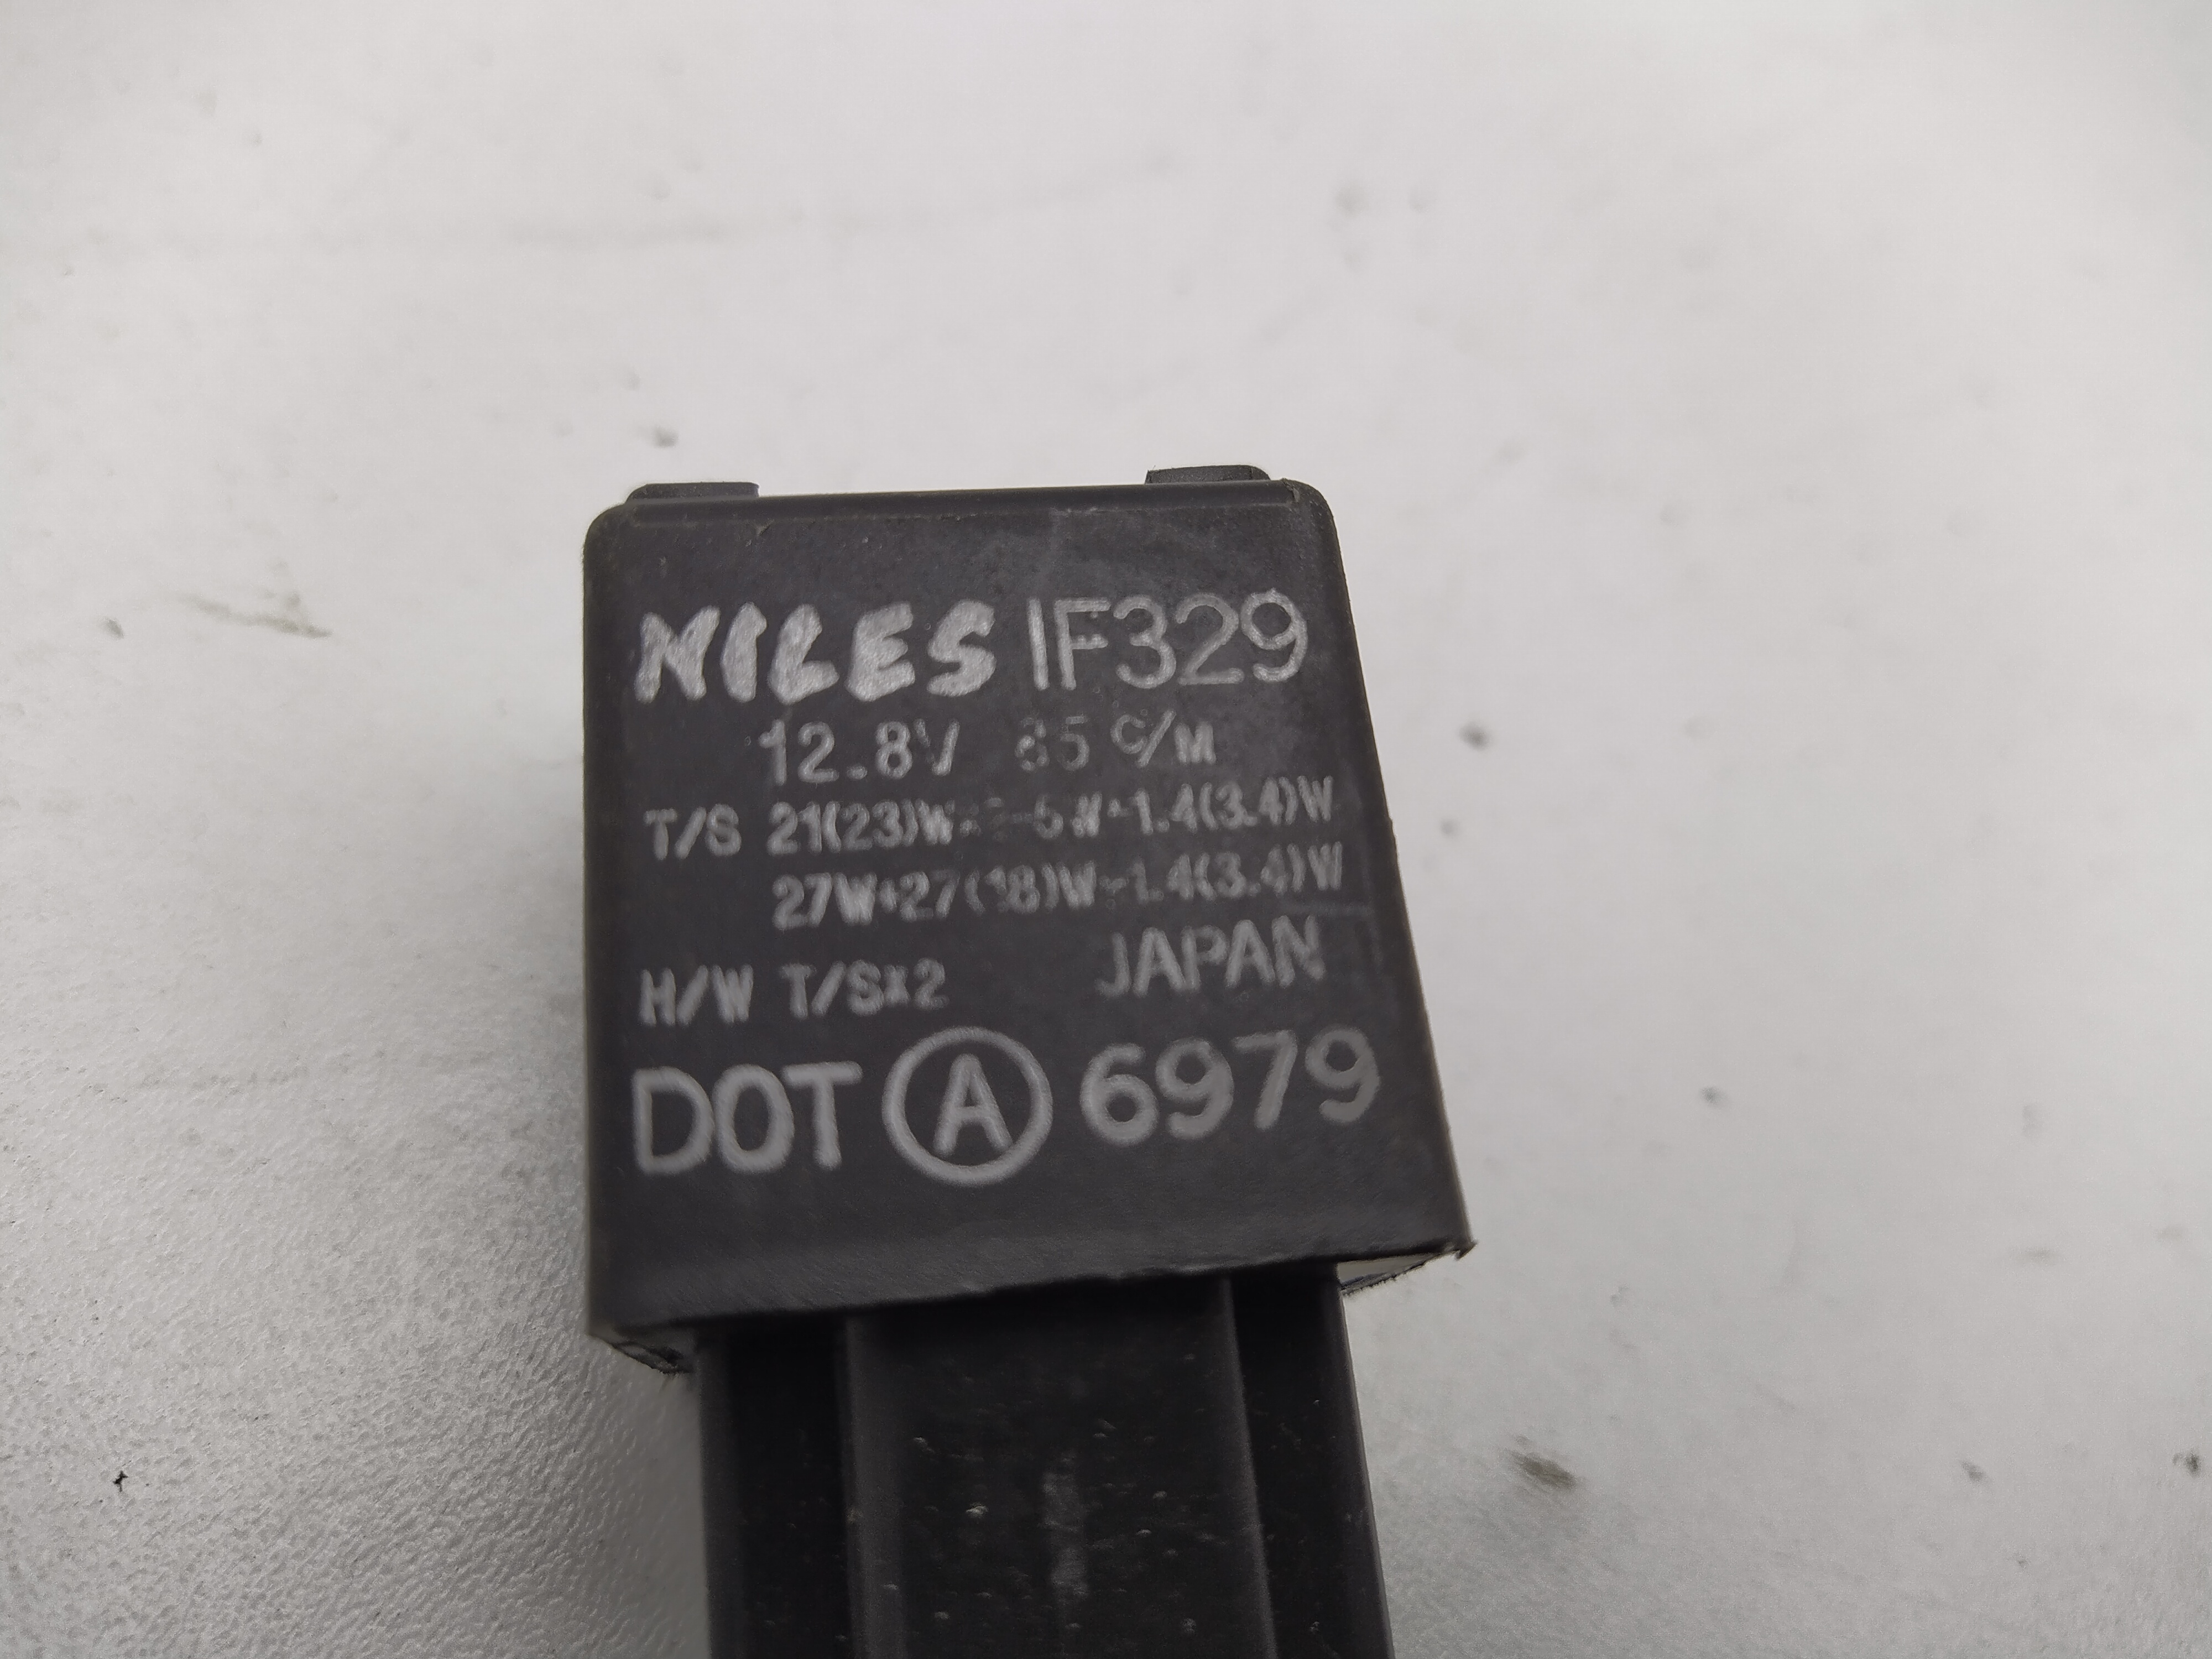 NILES IF329
12.8V 85 C/M
T/S 21(23)W 5W+1.4(3.4)W
27W+27(18)W+1.4(3.4)W
JAPAN
H/W T/S×2
DOT A 6979